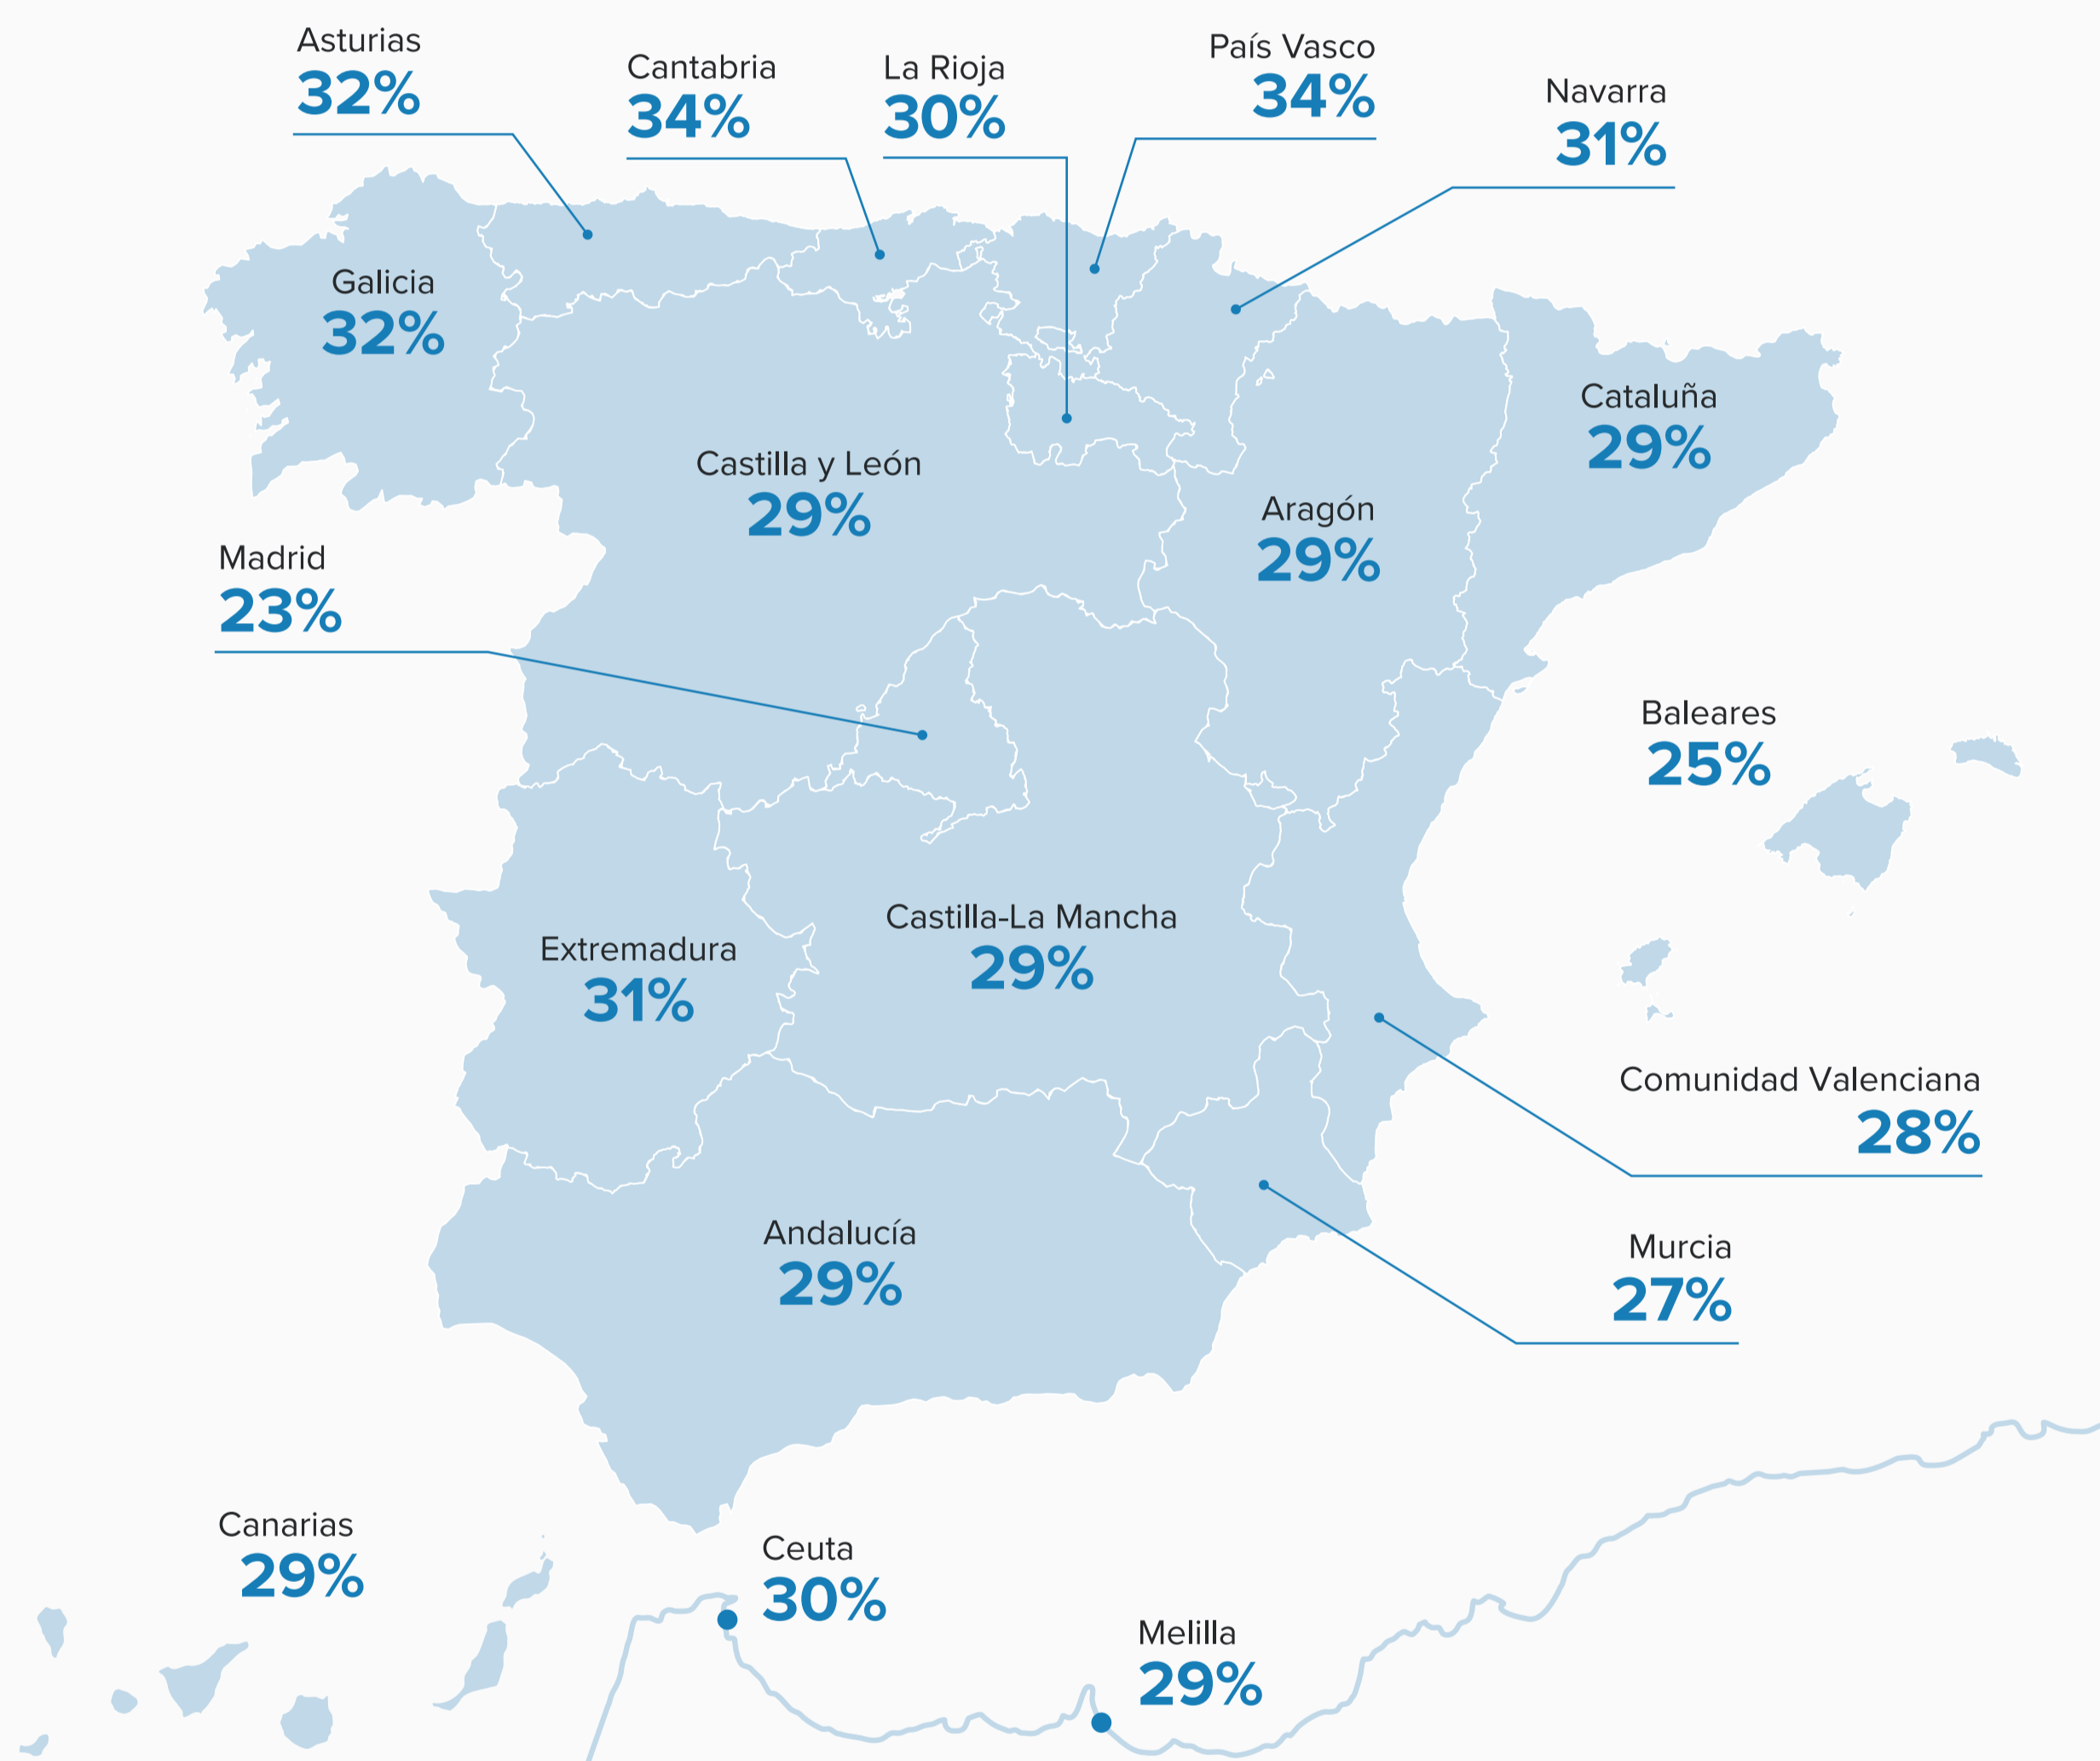 Asturias
32%
Cantabria
34%
La Rioja
30%
País Vasco
34%
Navarra
31%
Galicia
32%
Cataluña
29%
Castilla y León
29%
Aragón
29%
Madrid
23%
Baleares
25%
Castilla-La Mancha
29%
Extremadura
31%
Comunidad Valenciana
28%
Andalucía
29%
Murcia
27%
Canarias
29%
Ceuta
30%
Melilla
29%